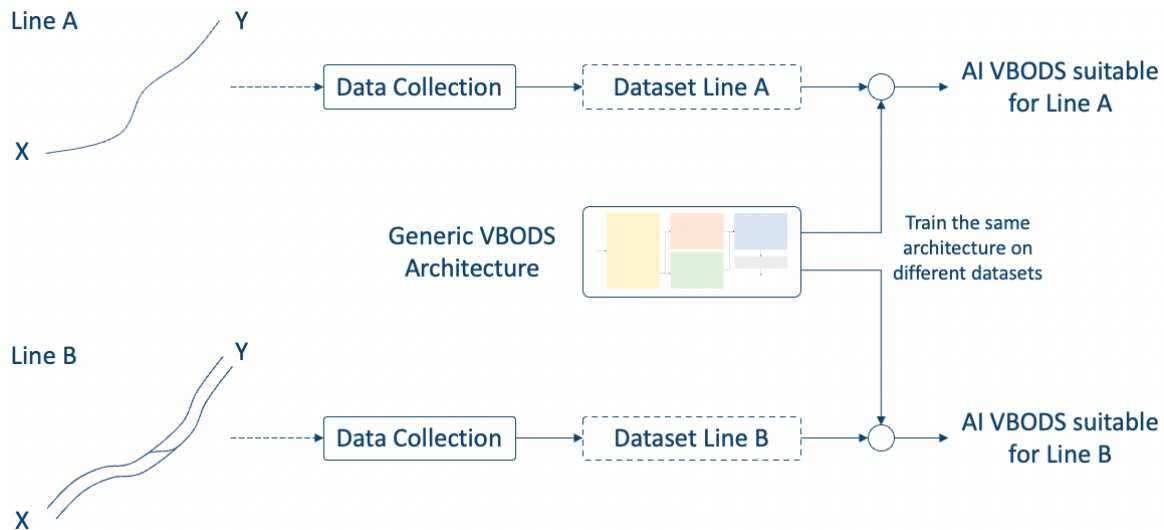 Line A
Y
X
Data Collection
Dataset Line A
AI VBODS suitable
for Line A
Generic VBODS
Architecture
Train the same
architecture on
different datasets
Line B
Y
X
Data Collection
Dataset Line B
AI VBODS suitable
for Line B